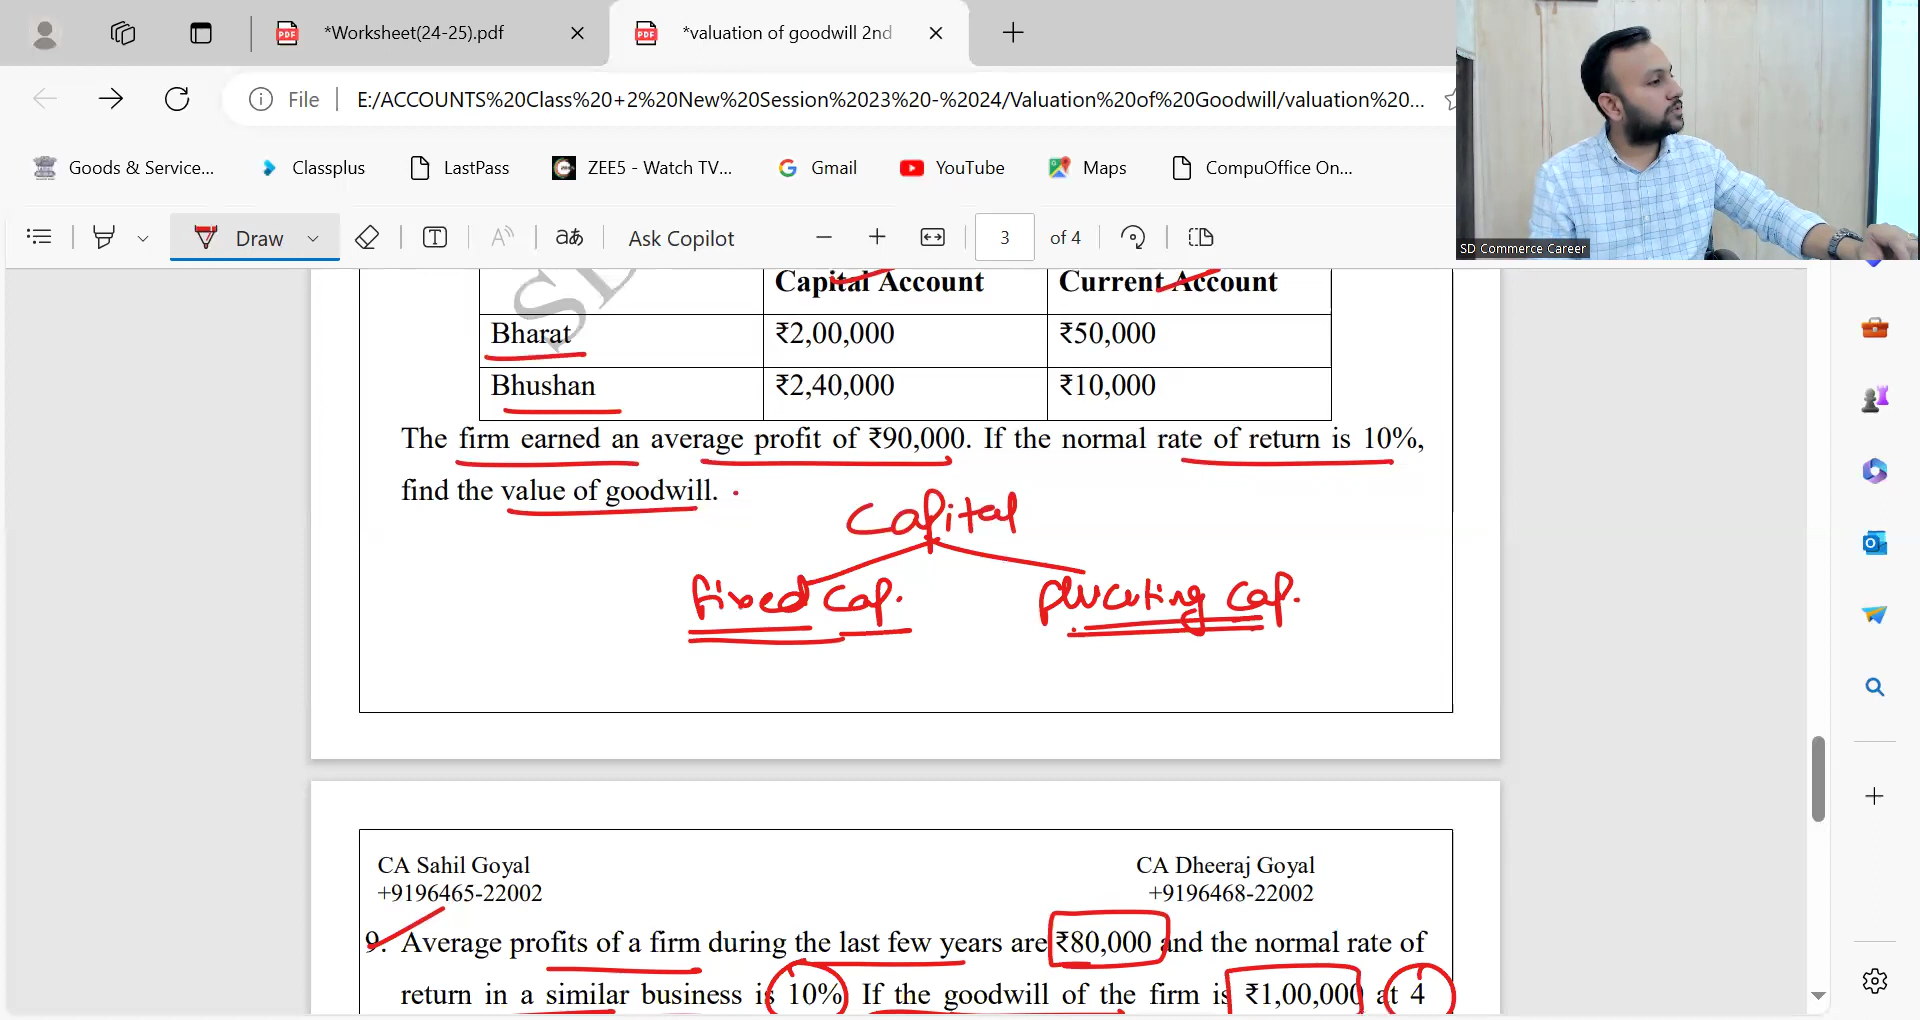 *Worksheet(24-25).pdf
*valuation of goodwill 2nd
File
E:/ACCOUNTS%20Class%20+2%20New%20Session%202023%20-%2024/Valuation%20of%20Goodwill/valuation%20...
Goods & Service...
Classplus
LastPass
ZEE5 - Watch TV...
Gmail
YouTube
Maps
CompuOffice On...
Draw
Ask Copilot
3 of 4
SD Commerce Career
Capital Account Current Account
Bharat ₹2,00,000 ₹50,000
Bhushan ₹2,40,000 ₹10,000
The firm earned an average profit of ₹90,000. If the normal rate of return is 10%,
find the value of goodwill.
Capital
fixed Cap.
CA Sahil Goyal CA Dheeraj Goyal
+9196465-22002 +9196468-22002
9. Average profits of a firm during the last few years are ₹80,000 and the normal rate of
return in a similar business is 10% If the goodwill of the firm is ₹1,00,000 at 4